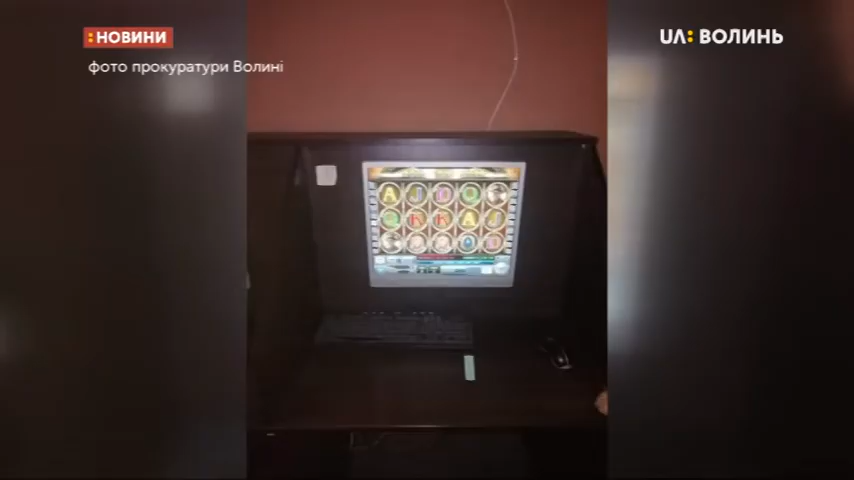 :НОВИНИ
UA: ВОЛИНЬ
фото прокуратури Волині
A J Q
Q K K A J